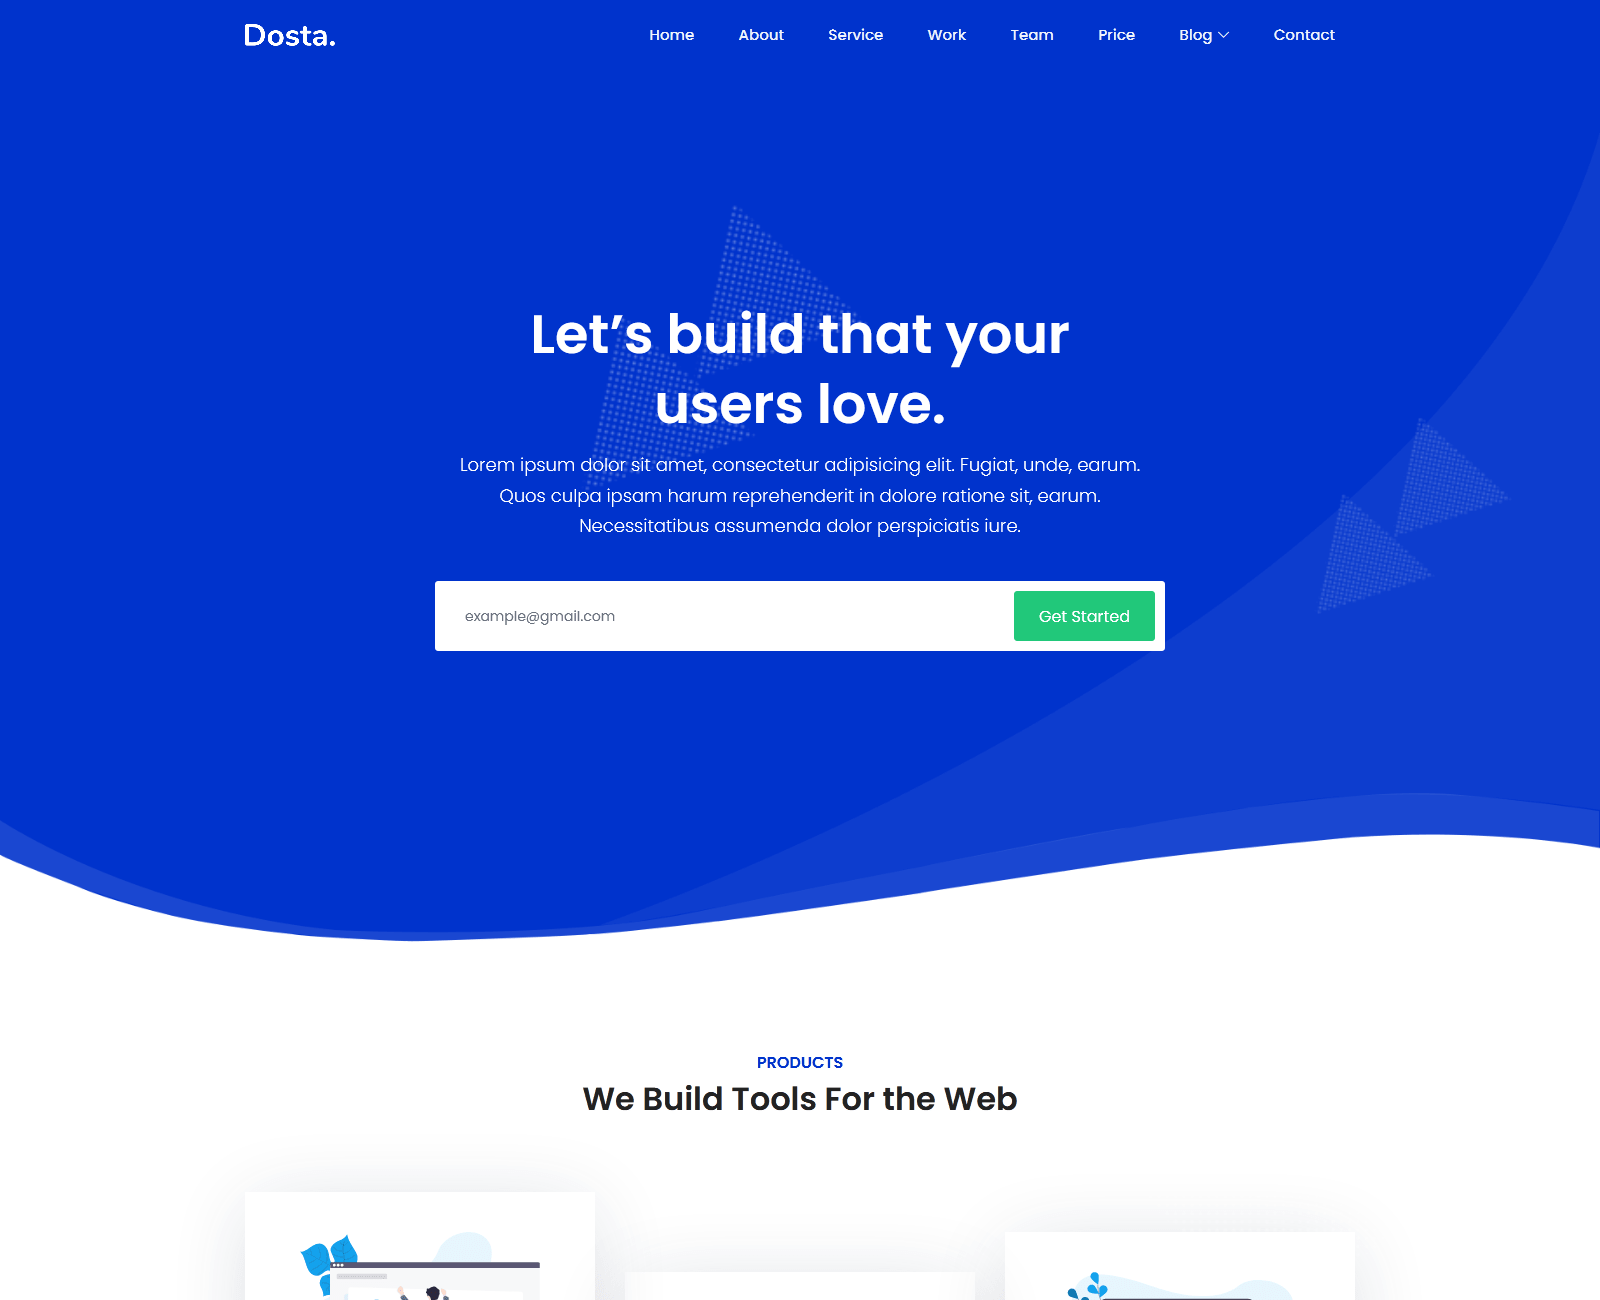 Dosta.
Home About Service Work Team Price Blog Contact
Let’s build that your
users love.
Lorem ipsum dolor sit amet, consectetur adipisicing elit. Fugiat, unde, earum.
Quos culpa ipsam harum reprehenderit in dolore ratione sit, earum.
Necessitatibus assumenda dolor perspiciatis iure.
example@gmail.com Get Started
PRODUCTS
We Build Tools For the Web